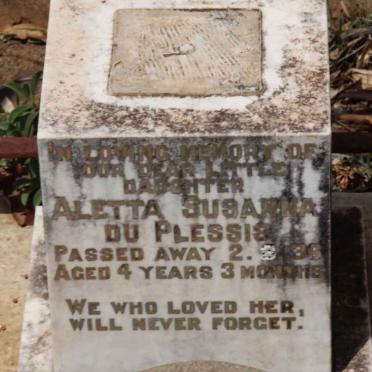 IN LOVING MEMORY OF
OUR DEAR LITTLE
DAUGHTER
ALETTA SUSANNA
DU PLESSIS
PASSED AWAY 2.
AGED 4 YEARS 3 MONTHS
WE WHO LOVED HER,
WILL NEVER FORGET.